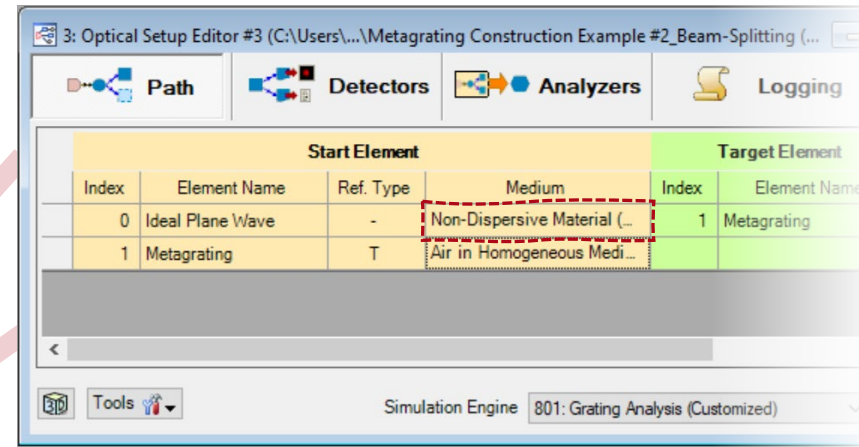 3: Optical Setup Editor #3 (C:\Users\...\Metagrating Construction Example #2_Beam-Splitting (...
Path Detectors Analyzers Logging
Start Element Target Element
Index Element Name Ref. Type Medium Index Element Name
0 Ideal Plane Wave - Non-Dispersive Material (... 1 Metagrating
1 Metagrating T Air in Homogeneous Medi...
3D Tools Simulation Engine 801: Grating Analysis (Customized)